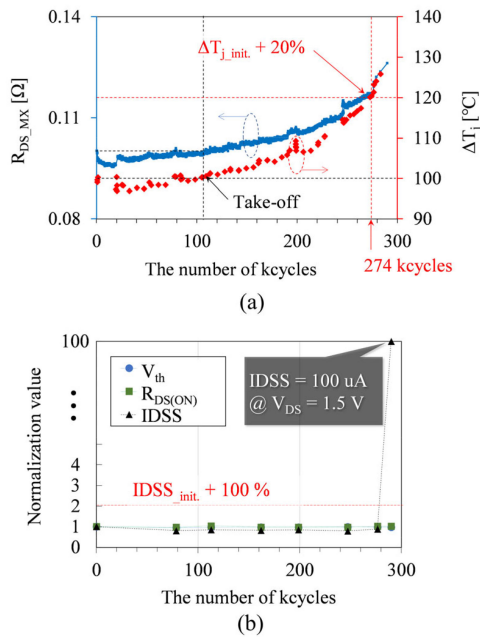 0.14
0.11
0.08
R_DS_MX [Ω]
140
130
120
110
100
90
ΔT_j [℃]
ΔT_j_init. + 20%
Take-off
0
100
200
300
The number of kcycles
274 kcycles
(a)
100
4
3
2
1
0
Normalization value
V_th
R_DS(ON)
IDSS
IDSS = 100 uA
@ V_DS = 1.5 V
IDSS_init. + 100 %
0
100
200
300
The number of kcycles
(b)